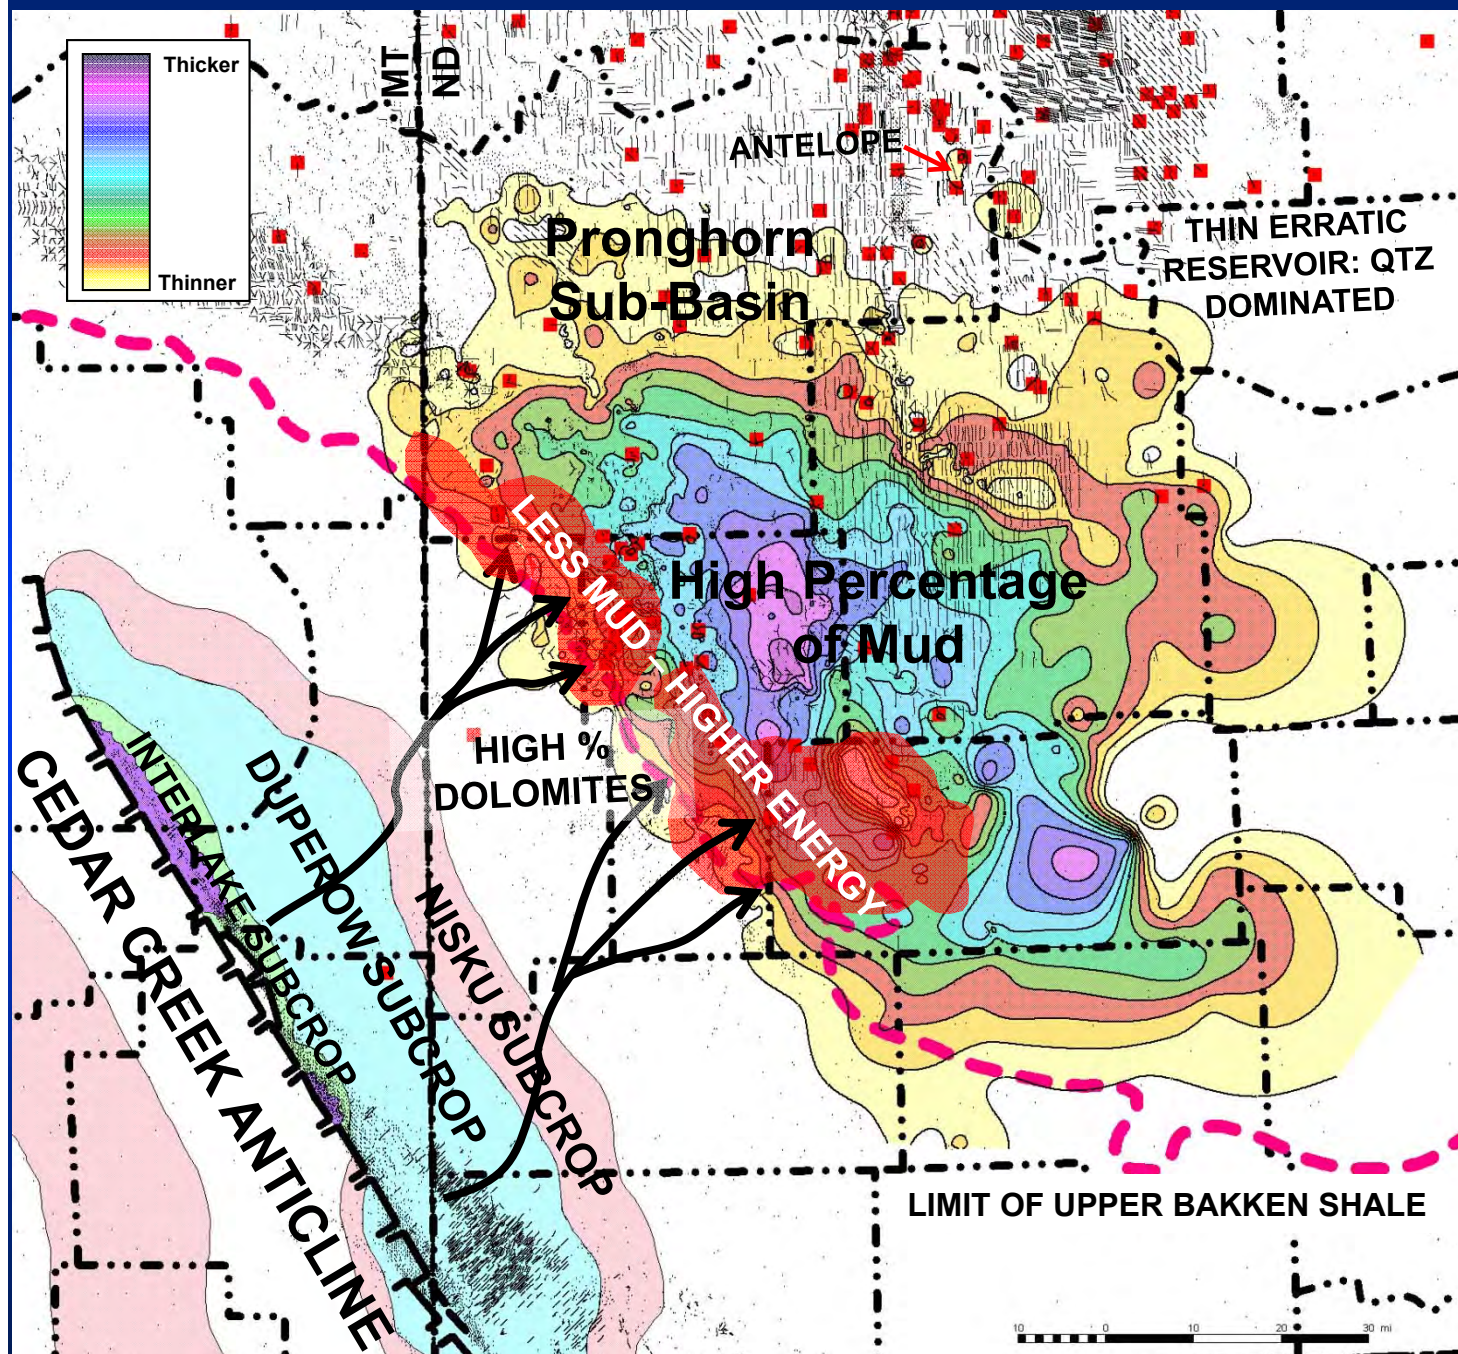 Thicker
Thinner
MT
ND
ANTELOPE
Pronghorn
Sub-Basin
THIN ERRATIC
RESERVOIR: QTZ
DOMINATED
LESS MUD – HIGHER ENERGY
High Percentage
of Mud
HIGH %
DOLOMITES
INTERLAKE SUBCROP
DUPEROW SUBCROP
NISKU SUBCROP
CEDAR CREEK ANTICLINE
LIMIT OF UPPER BAKKEN SHALE
10 0 10 20 30 mi